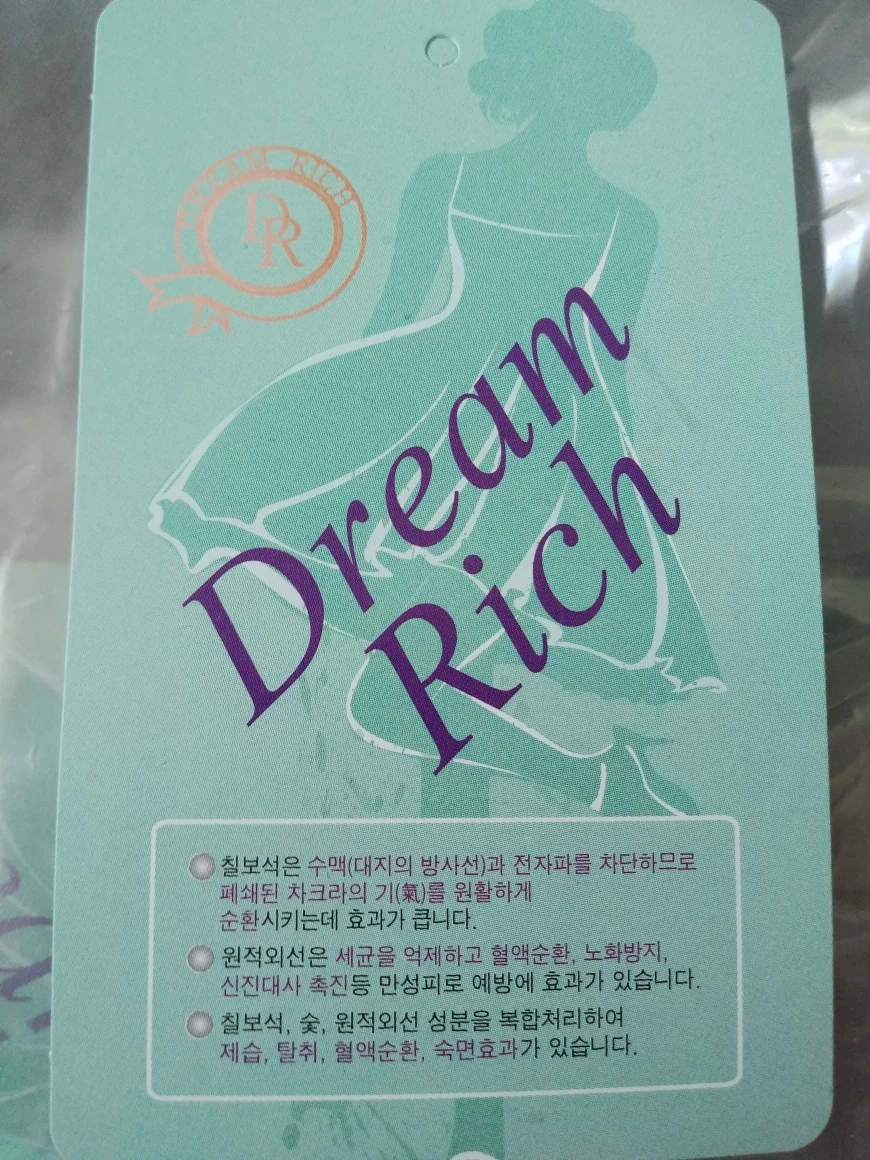 DREAM RICH
DR
Dream
Rich
칠보석은 수맥(대지의 방사선)과 전자파를 차단하므로
폐쇄된 차크라의 기(氣)를 원활하게
순환시키는데 효과가 큽니다.
원적외선은 세균을 억제하고 혈액순환, 노화방지,
신진대사 촉진등 만성피로 예방에 효과가 있습니다.
칠보석, 숯, 원적외선 성분을 복합처리하여
제습, 탈취, 혈액순환, 숙면효과가 있습니다.